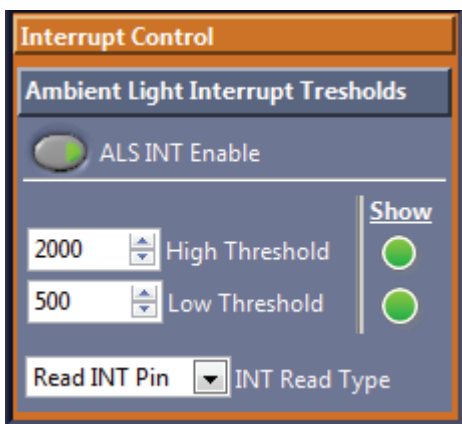 Interrupt Control
Ambient Light Interrupt Tresholds
ALS INT Enable
Show
2000 High Threshold
500 Low Threshold
Read INT Pin INT Read Type